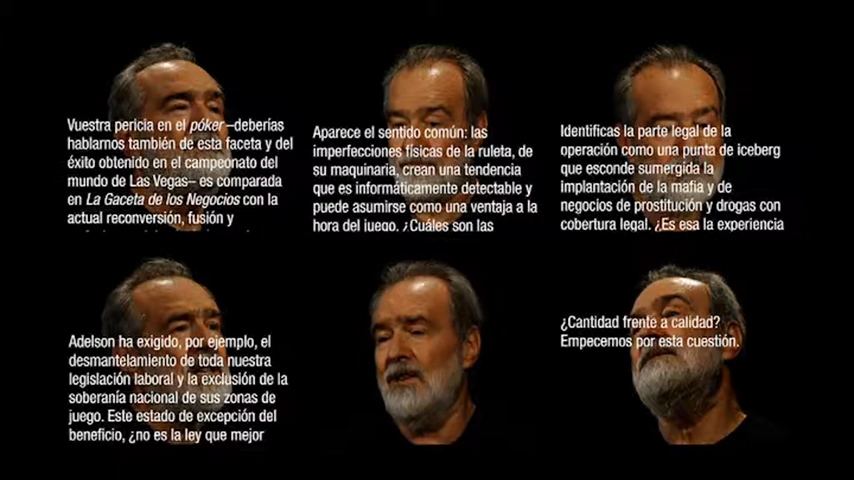 Vuestra pericia en el póker –deberías
hablarnos también de esta faceta y del
éxito obtenido en el campeonato del
mundo de Las Vegas– es comparada
en La Gaceta de los Negocios con la
actual reconversión, fusión y
Aparece el sentido común: las
imperfecciones físicas de la ruleta, de
su maquinaria, crean una tendencia
que es informáticamente detectable y
puede asumirse como una ventaja a la
hora del juego. ¿Cuáles son las
Identificas la parte legal de la
operación como una punta de iceberg
que esconde sumergida la
implantación de la mafia y de
negocios de prostitución y drogas con
cobertura legal. ¿Es esa la experiencia
Adelson ha exigido, por ejemplo, el
desmantelamiento de toda nuestra
legislación laboral y la exclusión de la
soberanía nacional de sus zonas de
juego. Este estado de excepción del
beneficio, ¿no es la ley que mejor
¿Cantidad frente a calidad?
Empecemos por esta cuestión.